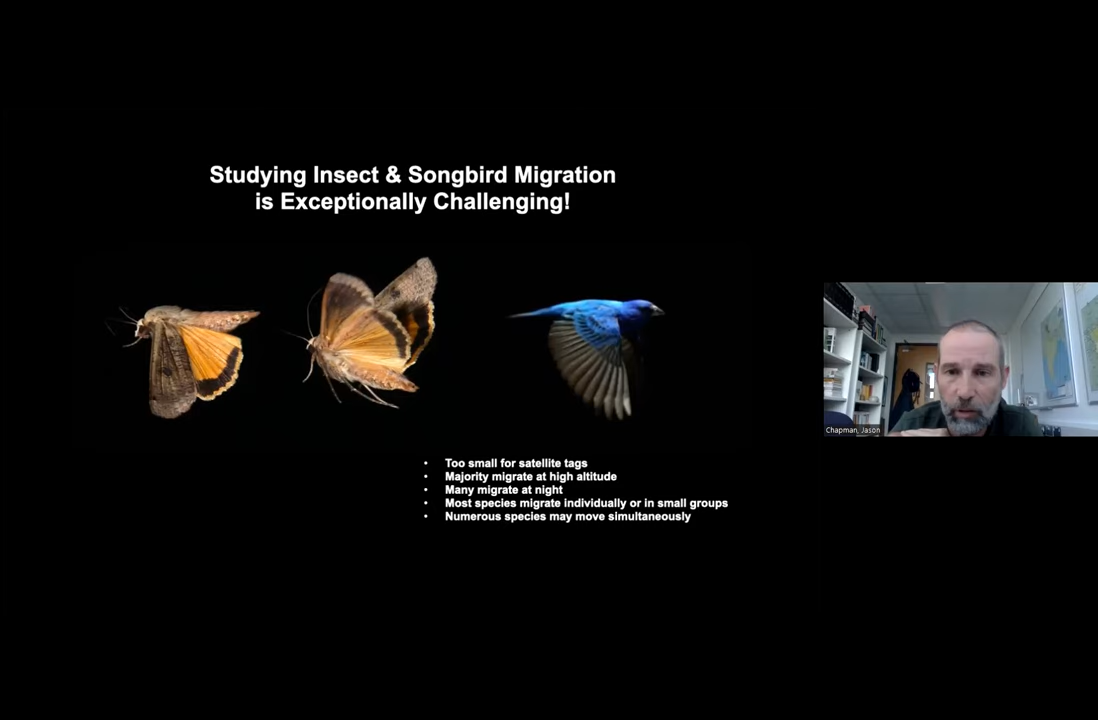 Studying Insect & Songbird Migration
is Exceptionally Challenging!
• Too small for satellite tags
• Majority migrate at high altitude
• Many migrate at night
• Most species migrate individually or in small groups
• Numerous species may move simultaneously
Chapman, Jason